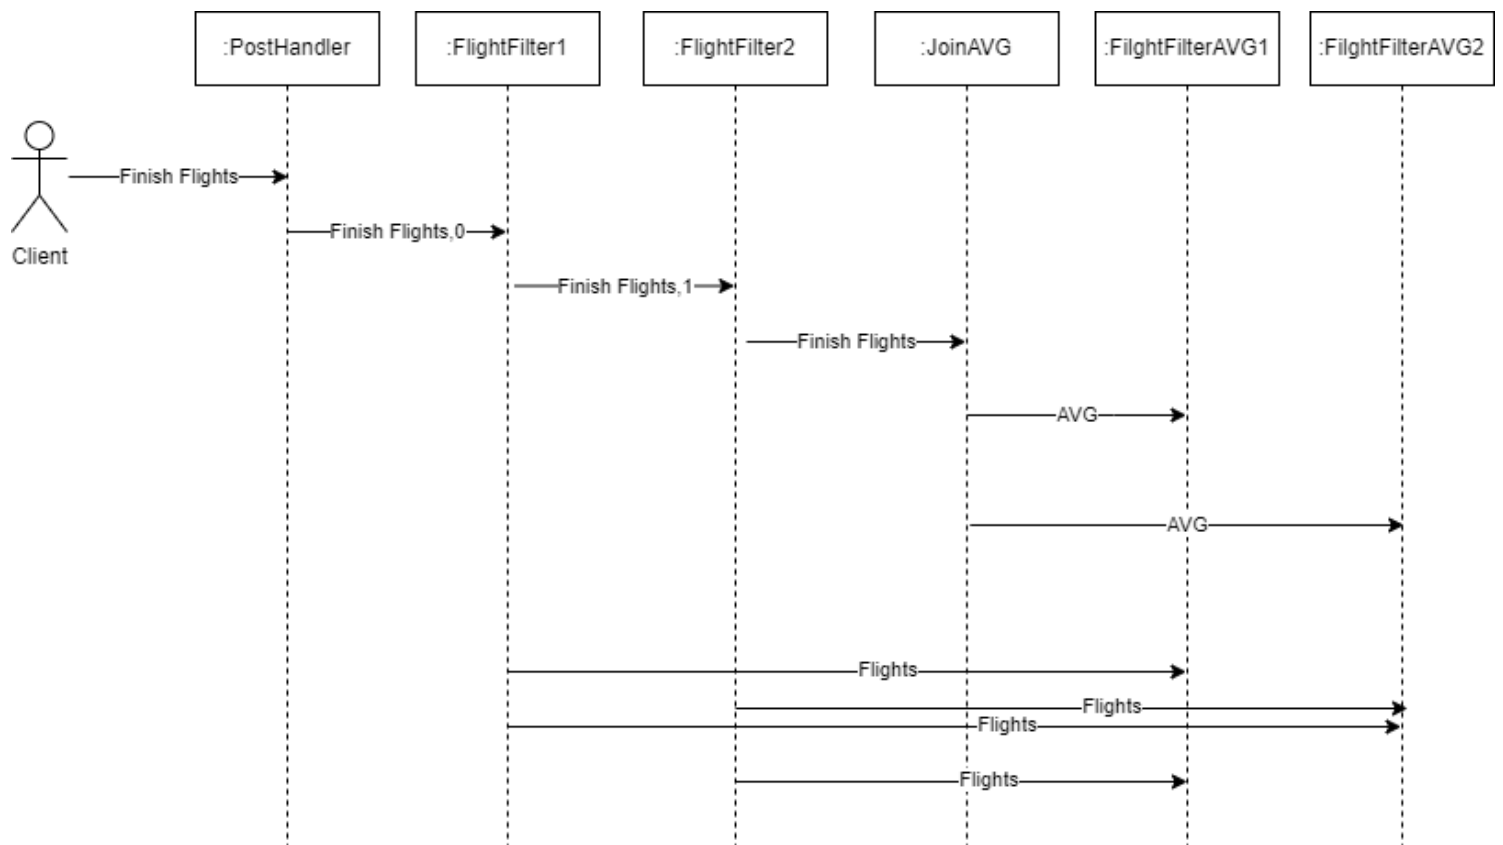 :PostHandler
:FlightFilter1
:FlightFilter2
:JoinAVG
:FilghtFilterAVG1
:FilghtFilterAVG2
Finish Flights
Client
Finish Flights,0
Finish Flights,1
Finish Flights
AVG
AVG
Flights
Flights
Flights
Flights